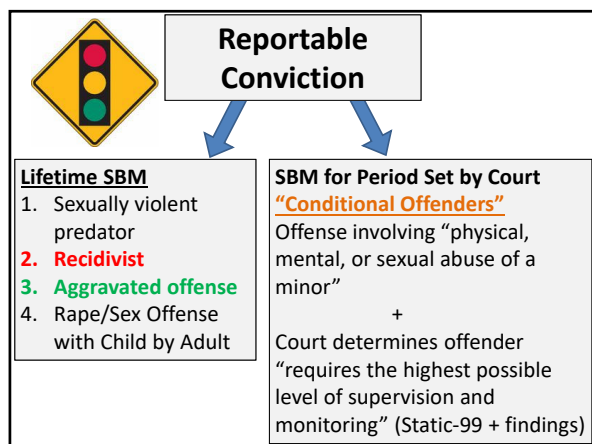 Reportable
Conviction
Lifetime SBM
1. Sexually violent
predator
2. Recidivist
3. Aggravated offense
4. Rape/Sex Offense
with Child by Adult
SBM for Period Set by Court
“Conditional Offenders”
Offense involving “physical,
mental, or sexual abuse of a
minor”
+
Court determines offender
“requires the highest possible
level of supervision and
monitoring” (Static-99 + findings)